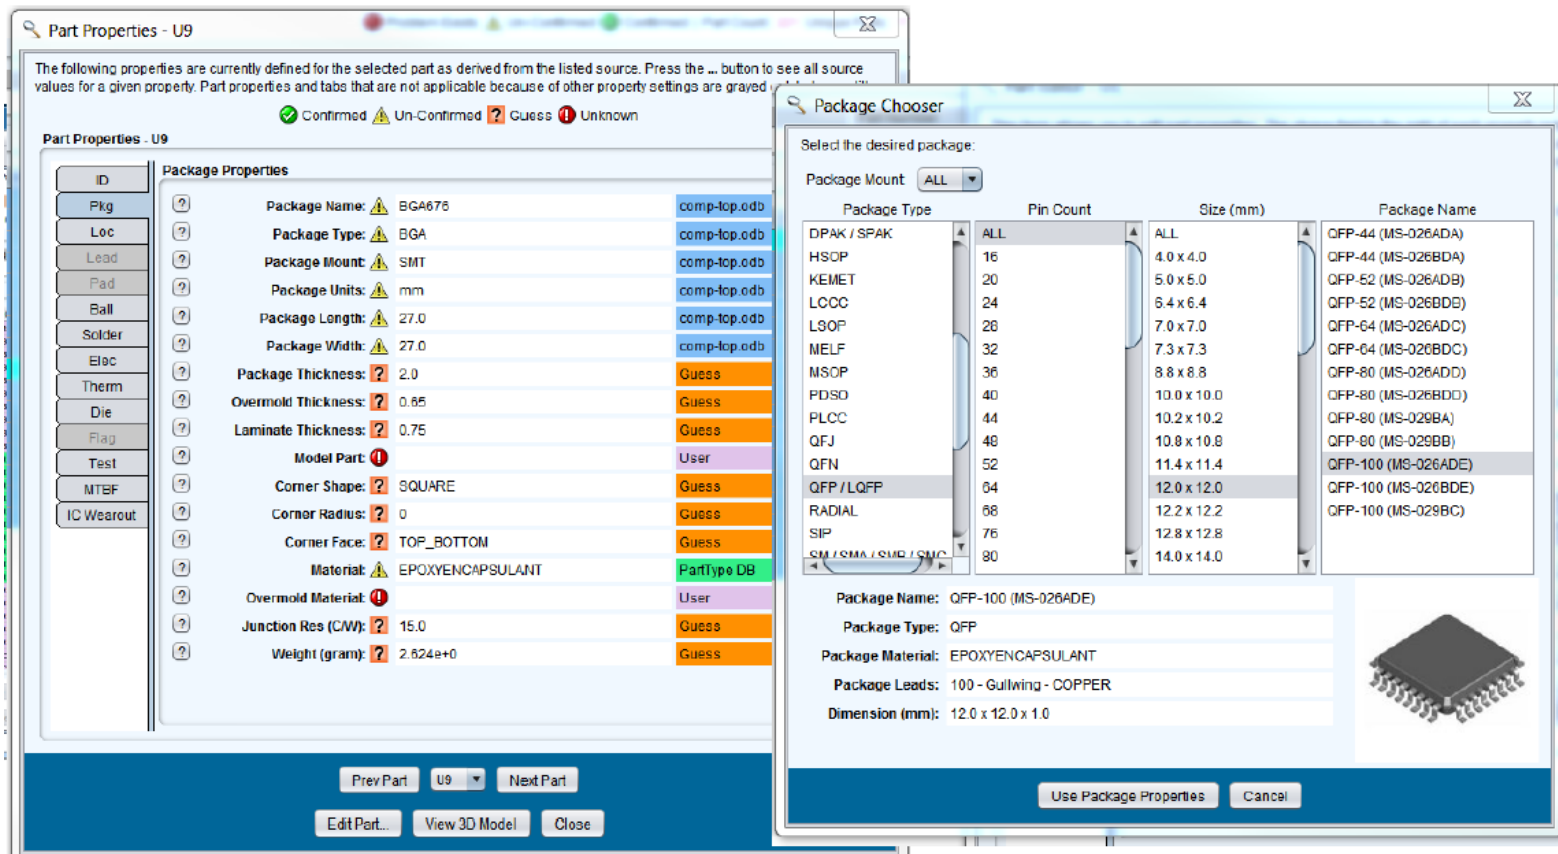 Part Properties - U9
The following properties are currently defined for the selected part as derived from the listed source. Press the ... button to see all source
values for a given property. Part properties and tabs that are not applicable because of other property settings are grayed
Confirmed Un-Confirmed ? Guess Unknown
Part Properties - U9
ID
Pkg
Loc
Lead
Pad
Ball
Solder
Elec
Therm
Die
Flag
Test
MTBF
IC Wearout
Package Properties
? Package Name: BGA676 comp-top.odb
? Package Type: BGA comp-top.odb
? Package Mount: SMT comp-top.odb
? Package Units: mm comp-top.odb
? Package Length: 27.0 comp-top.odb
? Package Width: 27.0 comp-top.odb
? Package Thickness: ? 2.0 Guess
? Overmold Thickness: ? 0.65 Guess
? Laminate Thickness: ? 0.75 Guess
? Model Part: User
? Corner Shape: ? SQUARE Guess
? Corner Radius: ? 0 Guess
? Corner Face: ? TOP_BOTTOM Guess
? Material: EPOXYENCAPSULANT PartType DB
? Overmold Material: User
? Junction Res (C/W): ? 15.0 Guess
? Weight (gram): ? 2.624e+0 Guess
Prev Part U9 Next Part
Edit Part... View 3D Model Close
Package Chooser
Select the desired package:
Package Mount ALL
Package Type Pin Count Size (mm) Package Name
DPAK / SPAK ALL ALL QFP-44 (MS-026ADA)
HSOP 16 4.0 x 4.0 QFP-44 (MS-026BDA)
KEMET 20 5.0 x 5.0 QFP-52 (MS-026ADB)
LCCC 24 6.4 x 6.4 QFP-52 (MS-026BDB)
LSOP 28 7.0 x 7.0 QFP-64 (MS-026ADC)
MELF 32 7.3 x 7.3 QFP-64 (MS-026BDC)
MSOP 36 8.8 x 8.8 QFP-80 (MS-026ADD)
PDSO 40 10.0 x 10.0 QFP-80 (MS-026BDD)
PLCC 44 10.2 x 10.2 QFP-80 (MS-029BA)
QFJ 48 10.8 x 10.8 QFP-80 (MS-029BB)
QFN 52 11.4 x 11.4 QFP-100 (MS-026ADE)
QFP / LQFP 64 12.0 x 12.0 QFP-100 (MS-026BDE)
RADIAL 68 12.2 x 12.2 QFP-100 (MS-029BC)
SIP 76 12.8 x 12.8
SM / SMA / SMB / SMC 80 14.0 x 14.0
Package Name: QFP-100 (MS-026ADE)
Package Type: QFP
Package Material: EPOXYENCAPSULANT
Package Leads: 100 - Gullwing - COPPER
Dimension (mm): 12.0 x 12.0 x 1.0
Use Package Properties Cancel